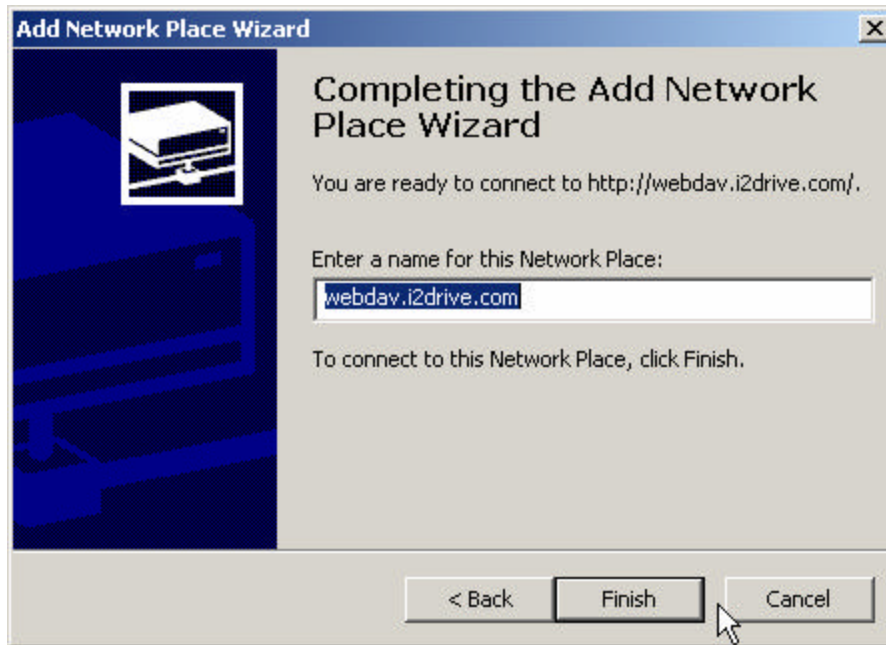 Add Network Place Wizard
Completing the Add Network
Place Wizard
You are ready to connect to http://webdav.i2drive.com/.
Enter a name for this Network Place:
webdav.i2drive.com
To connect to this Network Place, click Finish.
< Back
Finish
Cancel